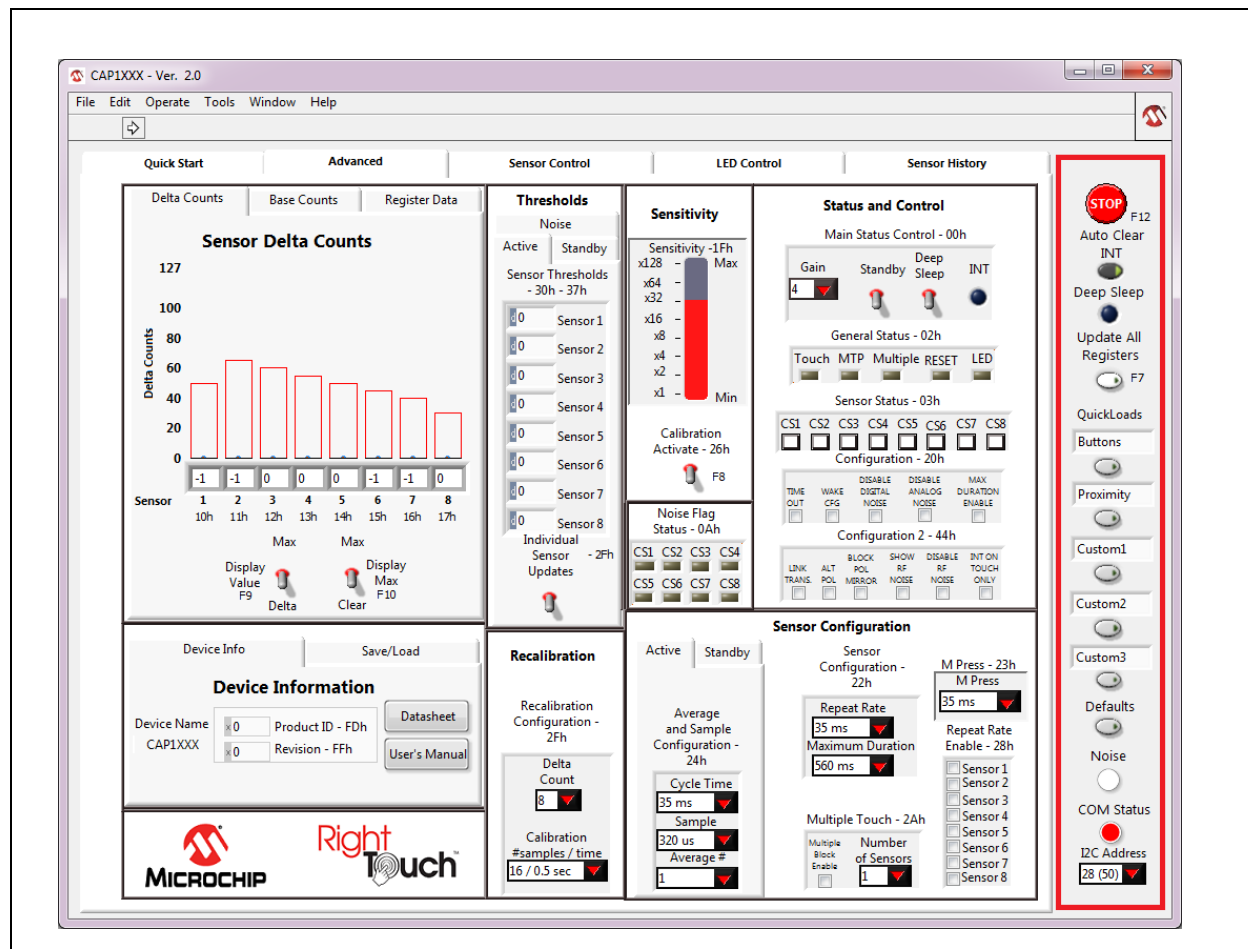 CAP1XXX - Ver. 2.0
File Edit Operate Tools Window Help
Quick Start Advanced Sensor Control LED Control Sensor History
Delta Counts Base Counts Register Data
Sensor Delta Counts
127
100
80
60
40
20
0
Delta Counts
-1 -1 0 0 0 -1 -1 0
Sensor 1 2 3 4 5 6 7 8
10h 11h 12h 13h 14h 15h 16h 17h
Max Max
Display Value F9
Delta
Display Max F10
Clear
Device Info Save/Load
Device Information
Device Name
CAP1XXX
x 0 Product ID - FDh
x 0 Revision - FFh
Datasheet
User's Manual
MICROCHIP
Right Touch™
Thresholds
Noise
Active Standby
Sensor Thresholds
- 30h - 37h
d 0 Sensor 1
d 0 Sensor 2
d 0 Sensor 3
d 0 Sensor 4
d 0 Sensor 5
d 0 Sensor 6
d 0 Sensor 7
d 0 Sensor 8
Individual
Sensor - 2Fh
Updates
Recalibration
Recalibration
Configuration -
2Fh
Delta
Count
8
Calibration
#samples / time
16 / 0.5 sec
Sensitivity
Sensitivity -1Fh
x128 Max
x64
x32
x16
x8
x4
x2
x1 Min
Calibration
Activate - 26h
F8
Noise Flag
Status - 0Ah
CS1 CS2 CS3 CS4
CS5 CS6 CS7 CS8
Status and Control
Main Status Control - 00h
Gain Standby Deep Sleep INT
4
General Status - 02h
Touch MTP Multiple RESET LED
Sensor Status - 03h
CS1 CS2 CS3 CS4 CS5 CS6 CS7 CS8
Configuration - 20h
TIME OUT WAKE CFG DISABLE DIGITAL NOISE DISABLE ANALOG NOISE MAX DURATION ENABLE
Configuration 2 - 44h
LINK TRANS. ALT POL BLOCK POL MIRROR SHOW RF NOISE DISABLE RF NOISE INT ON TOUCH ONLY
Sensor Configuration
Active Standby
Average
and Sample
Configuration -
24h
Cycle Time
35 ms
Sample
320 us
Average #
1
Sensor
Configuration -
22h
Repeat Rate
35 ms
Maximum Duration
560 ms
Multiple Touch - 2Ah
Multiple Block Enable
Number
of Sensors
1
M Press - 23h
M Press
35 ms
Repeat Rate
Enable - 28h
Sensor 1
Sensor 2
Sensor 3
Sensor 4
Sensor 5
Sensor 6
Sensor 7
Sensor 8
STOP F12
Auto Clear
INT
Deep Sleep
Update All
Registers
F7
QuickLoads
Buttons
Proximity
Custom1
Custom2
Custom3
Defaults
Noise
COM Status
I2C Address
28 (50)